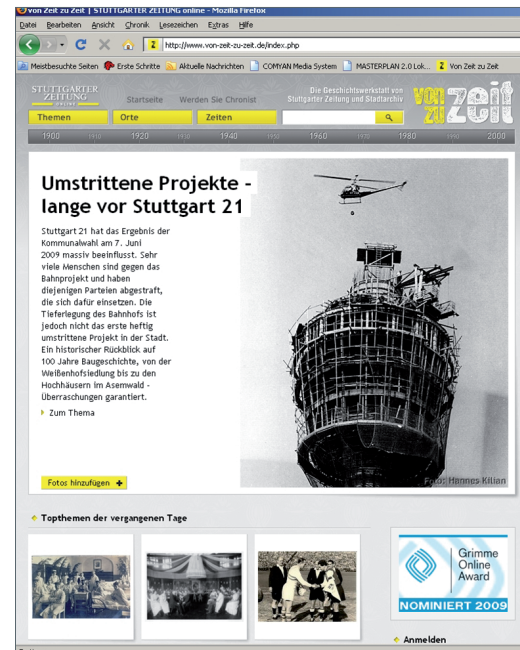 von Zeit zu Zeit | STUTTGARTER ZEITUNG online - Mozilla Firefox
Datei Bearbeiten Ansicht Chronik Lesezeichen Extras Hilfe
http://www.von-zeit-zu-zeit.de/index.php
Meistbesuchte Seiten Erste Schritte Aktuelle Nachrichten COMYAN Media System MASTERPLAN 2.0 Lok... Von Zeit zu Zeit
STUTTGARTER ZEITUNG ONLINE
Startseite Werden Sie Chronist
Die Geschichtswerkstatt von
Stuttgarter Zeitung und Stadtarchiv
von zu zeit
Themen Orte Zeiten
1900 1910 1920 1930 1940 1950 1960 1970 1980 1990 2000
Umstrittene Projekte -
lange vor Stuttgart 21
Stuttgart 21 hat das Ergebnis der
Kommunalwahl am 7. Juni
2009 massiv beeinflusst. Sehr
viele Menschen sind gegen das
Bahnprojekt und haben
diejenigen Parteien abgestraft,
die sich dafür einsetzen. Die
Tieferlegung des Bahnhofs ist
jedoch nicht das erste heftig
umstrittene Projekt in der Stadt.
Ein historischer Rückblick auf
100 Jahre Baugeschichte, von der
Weißenhofsiedlung bis zu den
Hochhäusern im Asemwald -
Überraschungen garantiert.
Zum Thema
Foto: Hannes Kilian
Fotos hinzufügen +
Topthemen der vergangenen Tage
Grimme
Online
Award
NOMINIERT 2009
Anmelden